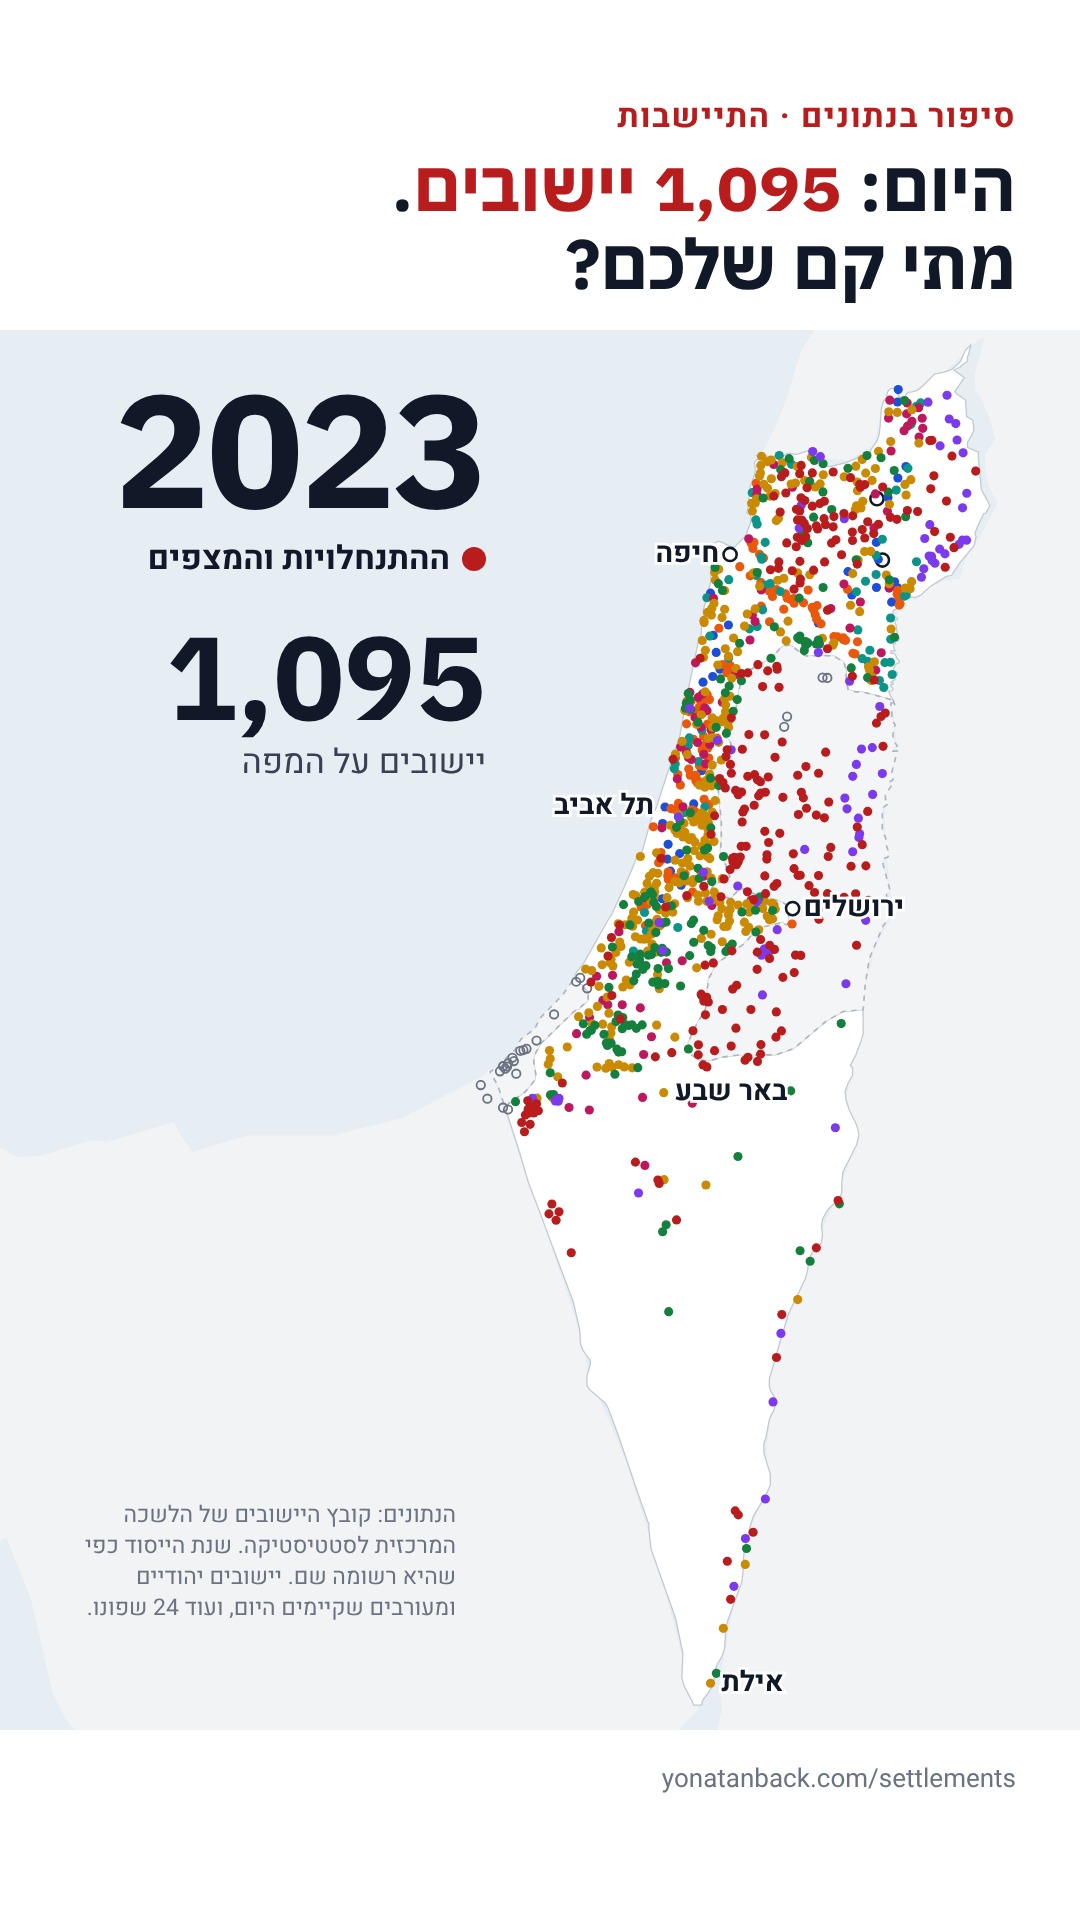 סיפור בנתונים · התיישבות
היום: 1,095 יישובים.
מתי קם שלכם?
2023
ההתנחלויות והמצפים
1,095
יישובים על המפה
חיפה
תל אביב
ירושלים
באר שבע
אילת
הנתונים: קובץ היישובים של הלשכה
המרכזית לסטטיסטיקה. שנת הייסוד כפי
שהיא רשומה שם. יישובים יהודיים
ומעורבים שקיימים היום, ועוד 24 שפונו.
yonatanback.com/settlements